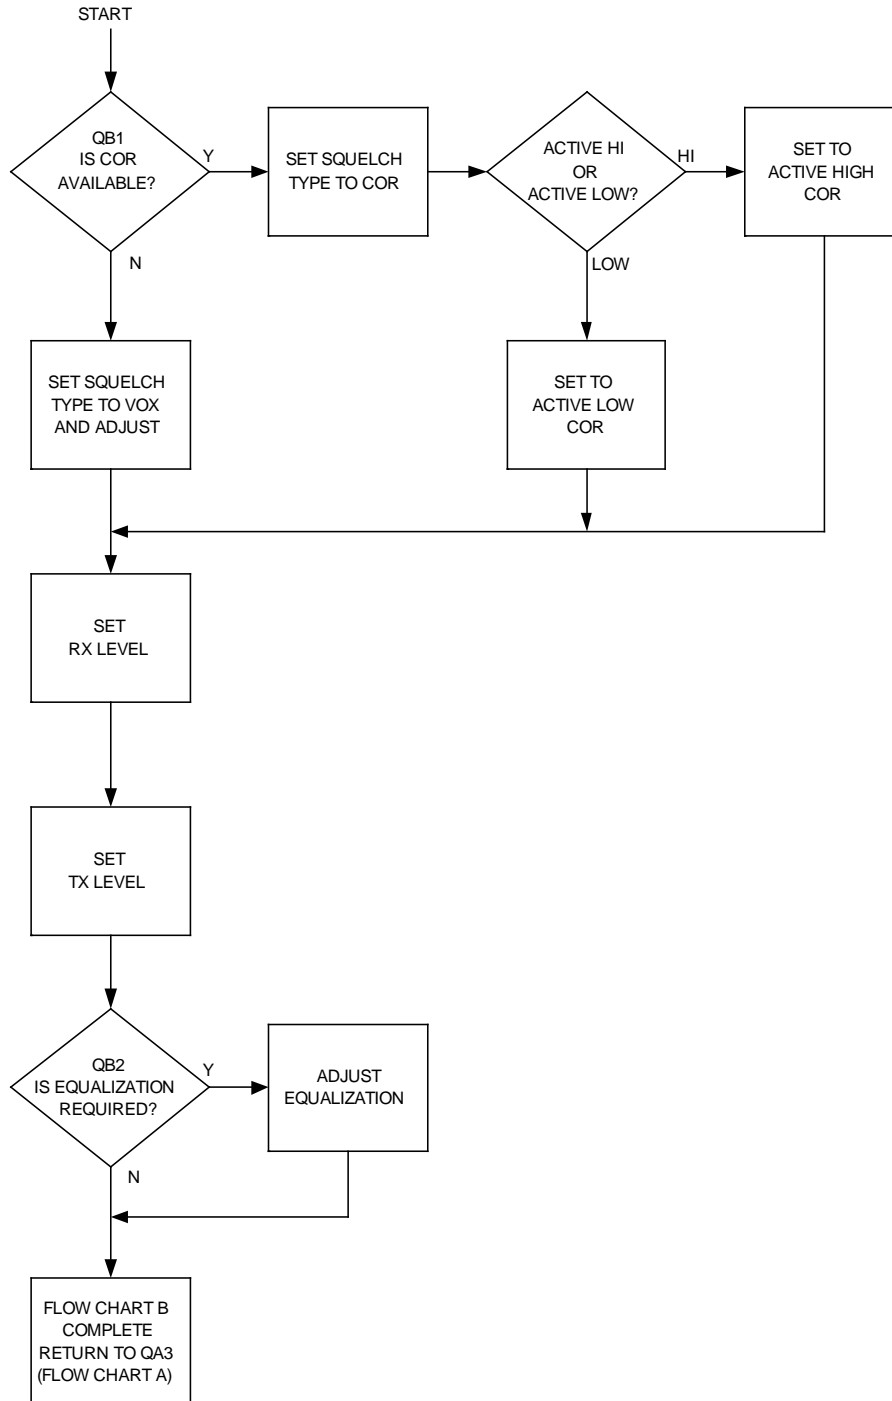 START
QB1
IS COR
AVAILABLE?
Y
SET SQUELCH
TYPE TO COR
ACTIVE HI
OR
ACTIVE LOW?
HI
SET TO
ACTIVE HIGH
COR
N
LOW
SET SQUELCH
TYPE TO VOX
AND ADJUST
SET TO
ACTIVE LOW
COR
SET
RX LEVEL
SET
TX LEVEL
QB2
IS EQUALIZATION
REQUIRED?
Y
ADJUST
EQUALIZATION
N
FLOW CHART B
COMPLETE
RETURN TO QA3
(FLOW CHART A)